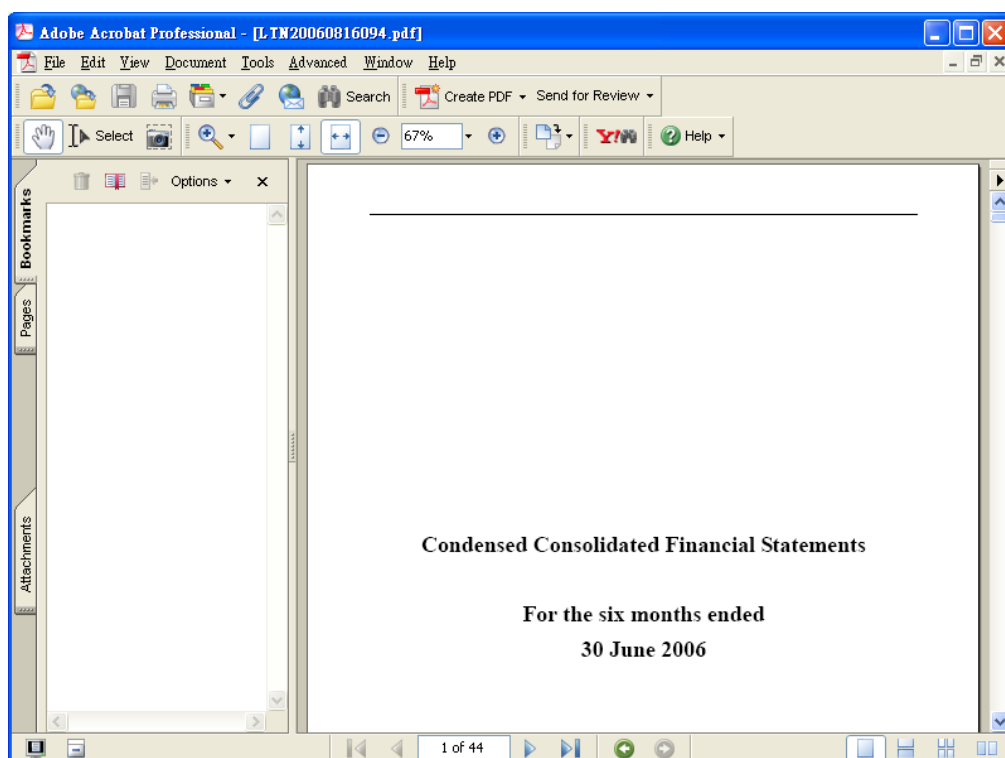 Adobe Acrobat Professional - [LTN20060816094.pdf]
File Edit View Document Tools Advanced Window Help
Search Create PDF Send for Review
Select 67% Y! Help
Bookmarks
Options
Pages
Attachments
Condensed Consolidated Financial Statements
For the six months ended
30 June 2006
1 of 44